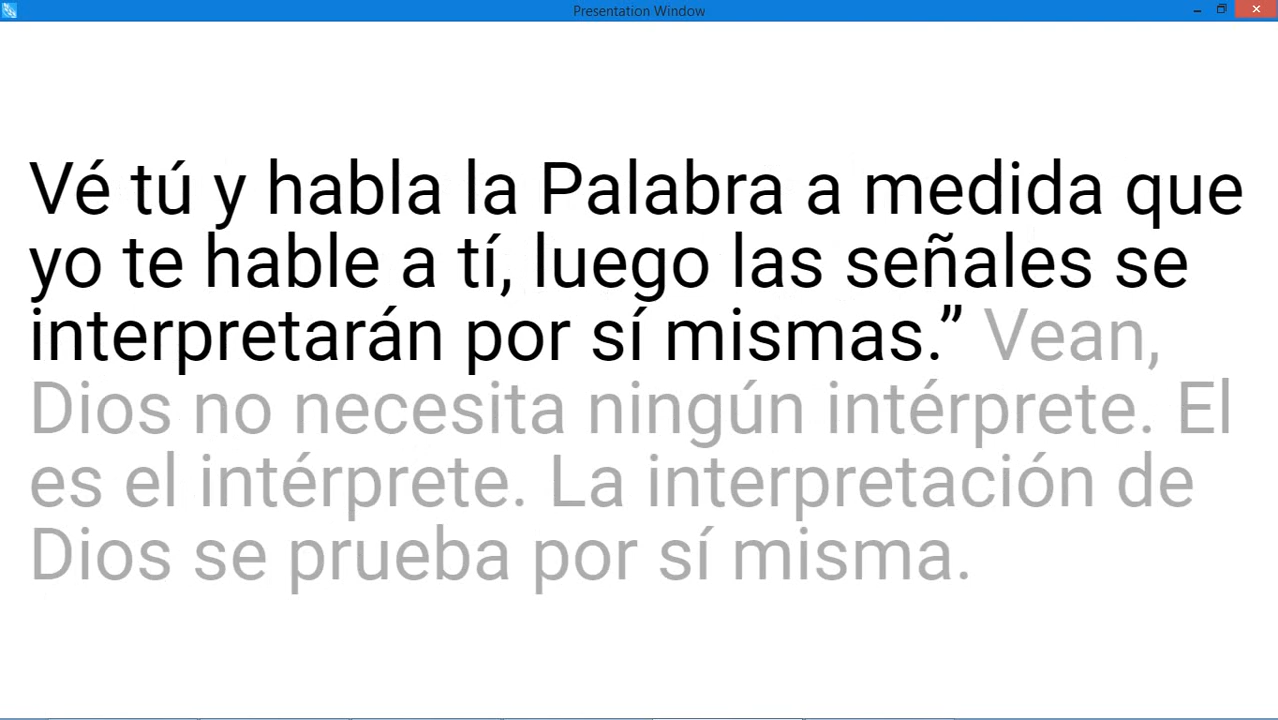 Presentation Window
Vé tú y habla la Palabra a medida que
yo te hable a tí, luego las señales se
interpretarán por sí mismas.” Vean,
Dios no necesita ningún intérprete. El
es el intérprete. La interpretación de
Dios se prueba por sí misma.